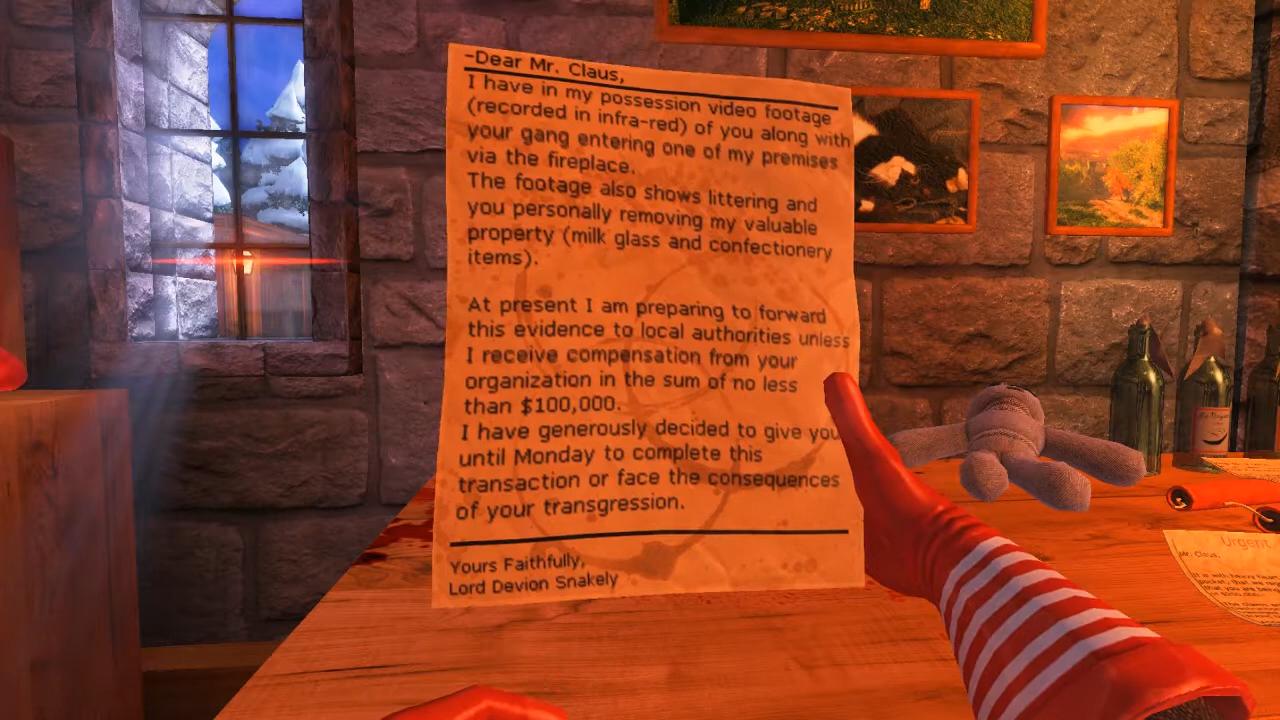 -Dear Mr. Claus,
I have in my possession video footage
(recorded in infra-red) of you along with
your gang entering one of my premises
via the fireplace.
The footage also shows littering and
you personally removing my valuable
property (milk glass and confectionery
items).
At present I am preparing to forward
this evidence to local authorities unless
I receive compensation from your
organization in the sum of no less
than $100,000.
I have generously decided to give you
until Monday to complete this
transaction or face the consequences
of your transgression.
Yours Faithfully,
Lord Devion Snakely
Urgent
Mr. Claus,